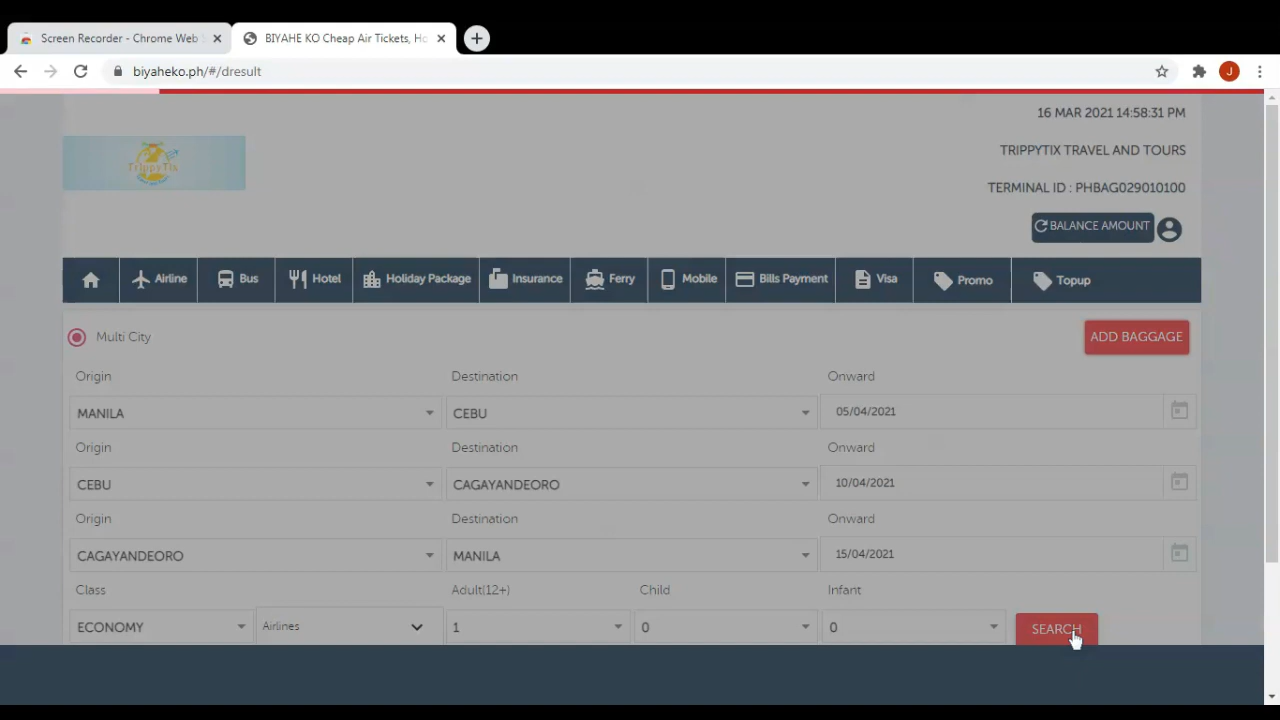 Screen Recorder - Chrome Web
BIYAHE KO Cheap Air Tickets, Ho
biyaheko.ph/#/dresult
J
16 MAR 2021 14:58:31 PM
TrippyTix
TRIPPYTIX TRAVEL AND TOURS
TERMINAL ID : PHBAG029010100
BALANCE AMOUNT
Airline Bus Hotel Holiday Package Insurance Ferry Mobile Bills Payment Visa Promo Topup
Multi City ADD BAGGAGE
Origin Destination Onward
MANILA CEBU 05/04/2021
Origin Destination Onward
CEBU CAGAYANDEORO 10/04/2021
Origin Destination Onward
CAGAYANDEORO MANILA 15/04/2021
Class Adult(12+) Child Infant
ECONOMY Airlines 1 0 0 SEARCH